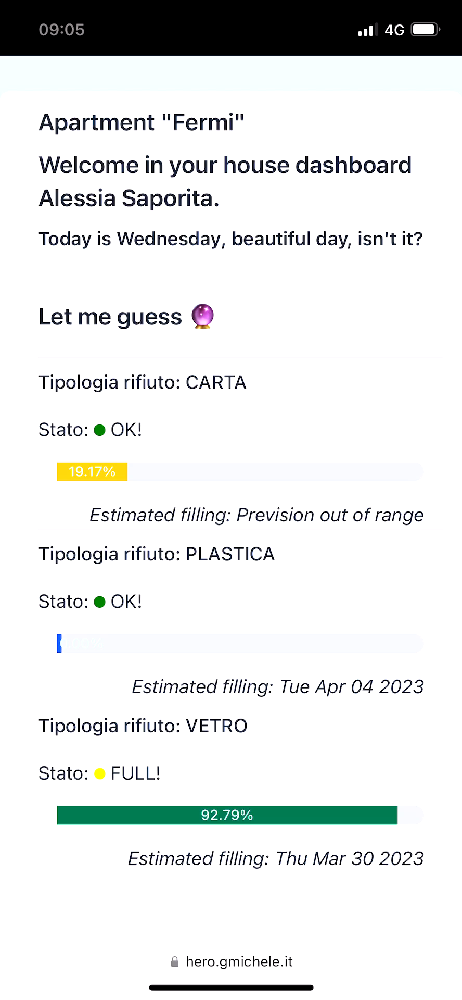 09:05 4G
Apartment "Fermi"
Welcome in your house dashboard
Alessia Saporita.
Today is Wednesday, beautiful day, isn't it?
Let me guess
Tipologia rifiuto: CARTA
Stato: OK!
19.17%
Estimated filling: Prevision out of range
Tipologia rifiuto: PLASTICA
Stato: OK!
Estimated filling: Tue Apr 04 2023
Tipologia rifiuto: VETRO
Stato: FULL!
92.79%
Estimated filling: Thu Mar 30 2023
hero.gmichele.it